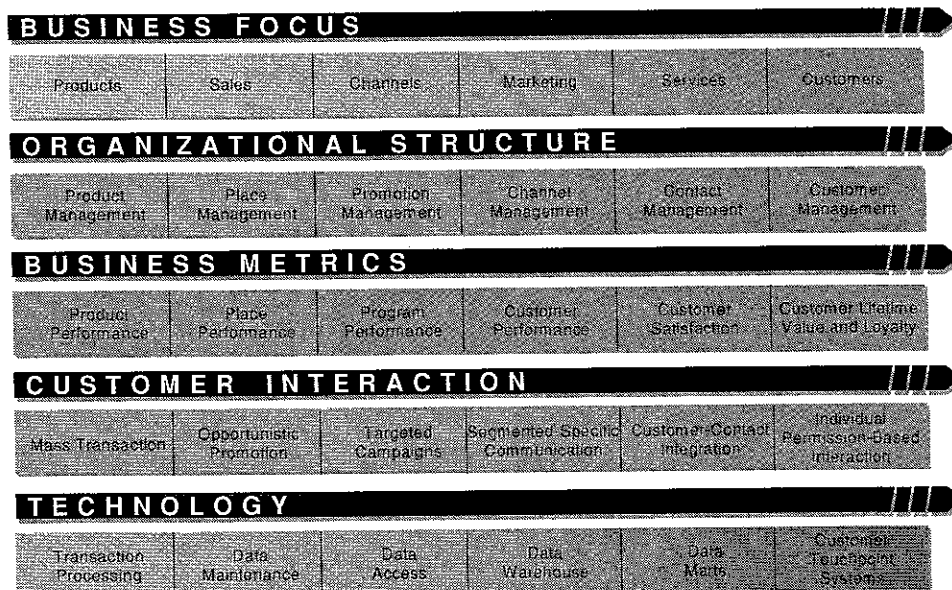 BUSINESS FOCUS
Products Sales Channels Marketing Services Customers
ORGANIZATIONAL STRUCTURE
Product Place Promotion Channel Contact Customer
Management Management Management Management Management Management
BUSINESS METRICS
Product Place Program Customer Customer Customer Lifetime
Performance Performance Performance Performance Satisfaction Value and Loyalty
CUSTOMER INTERACTION
Mass Transaction Opportunistic Promotion Targeted Campaigns Segmented-Specific Communication Customer-Contact Integration Individual Permission-Based Interaction
TECHNOLOGY
Transaction Processing Data Maintenance Data Access Data Warehouse Data Marts Customer Touchpoint Systems